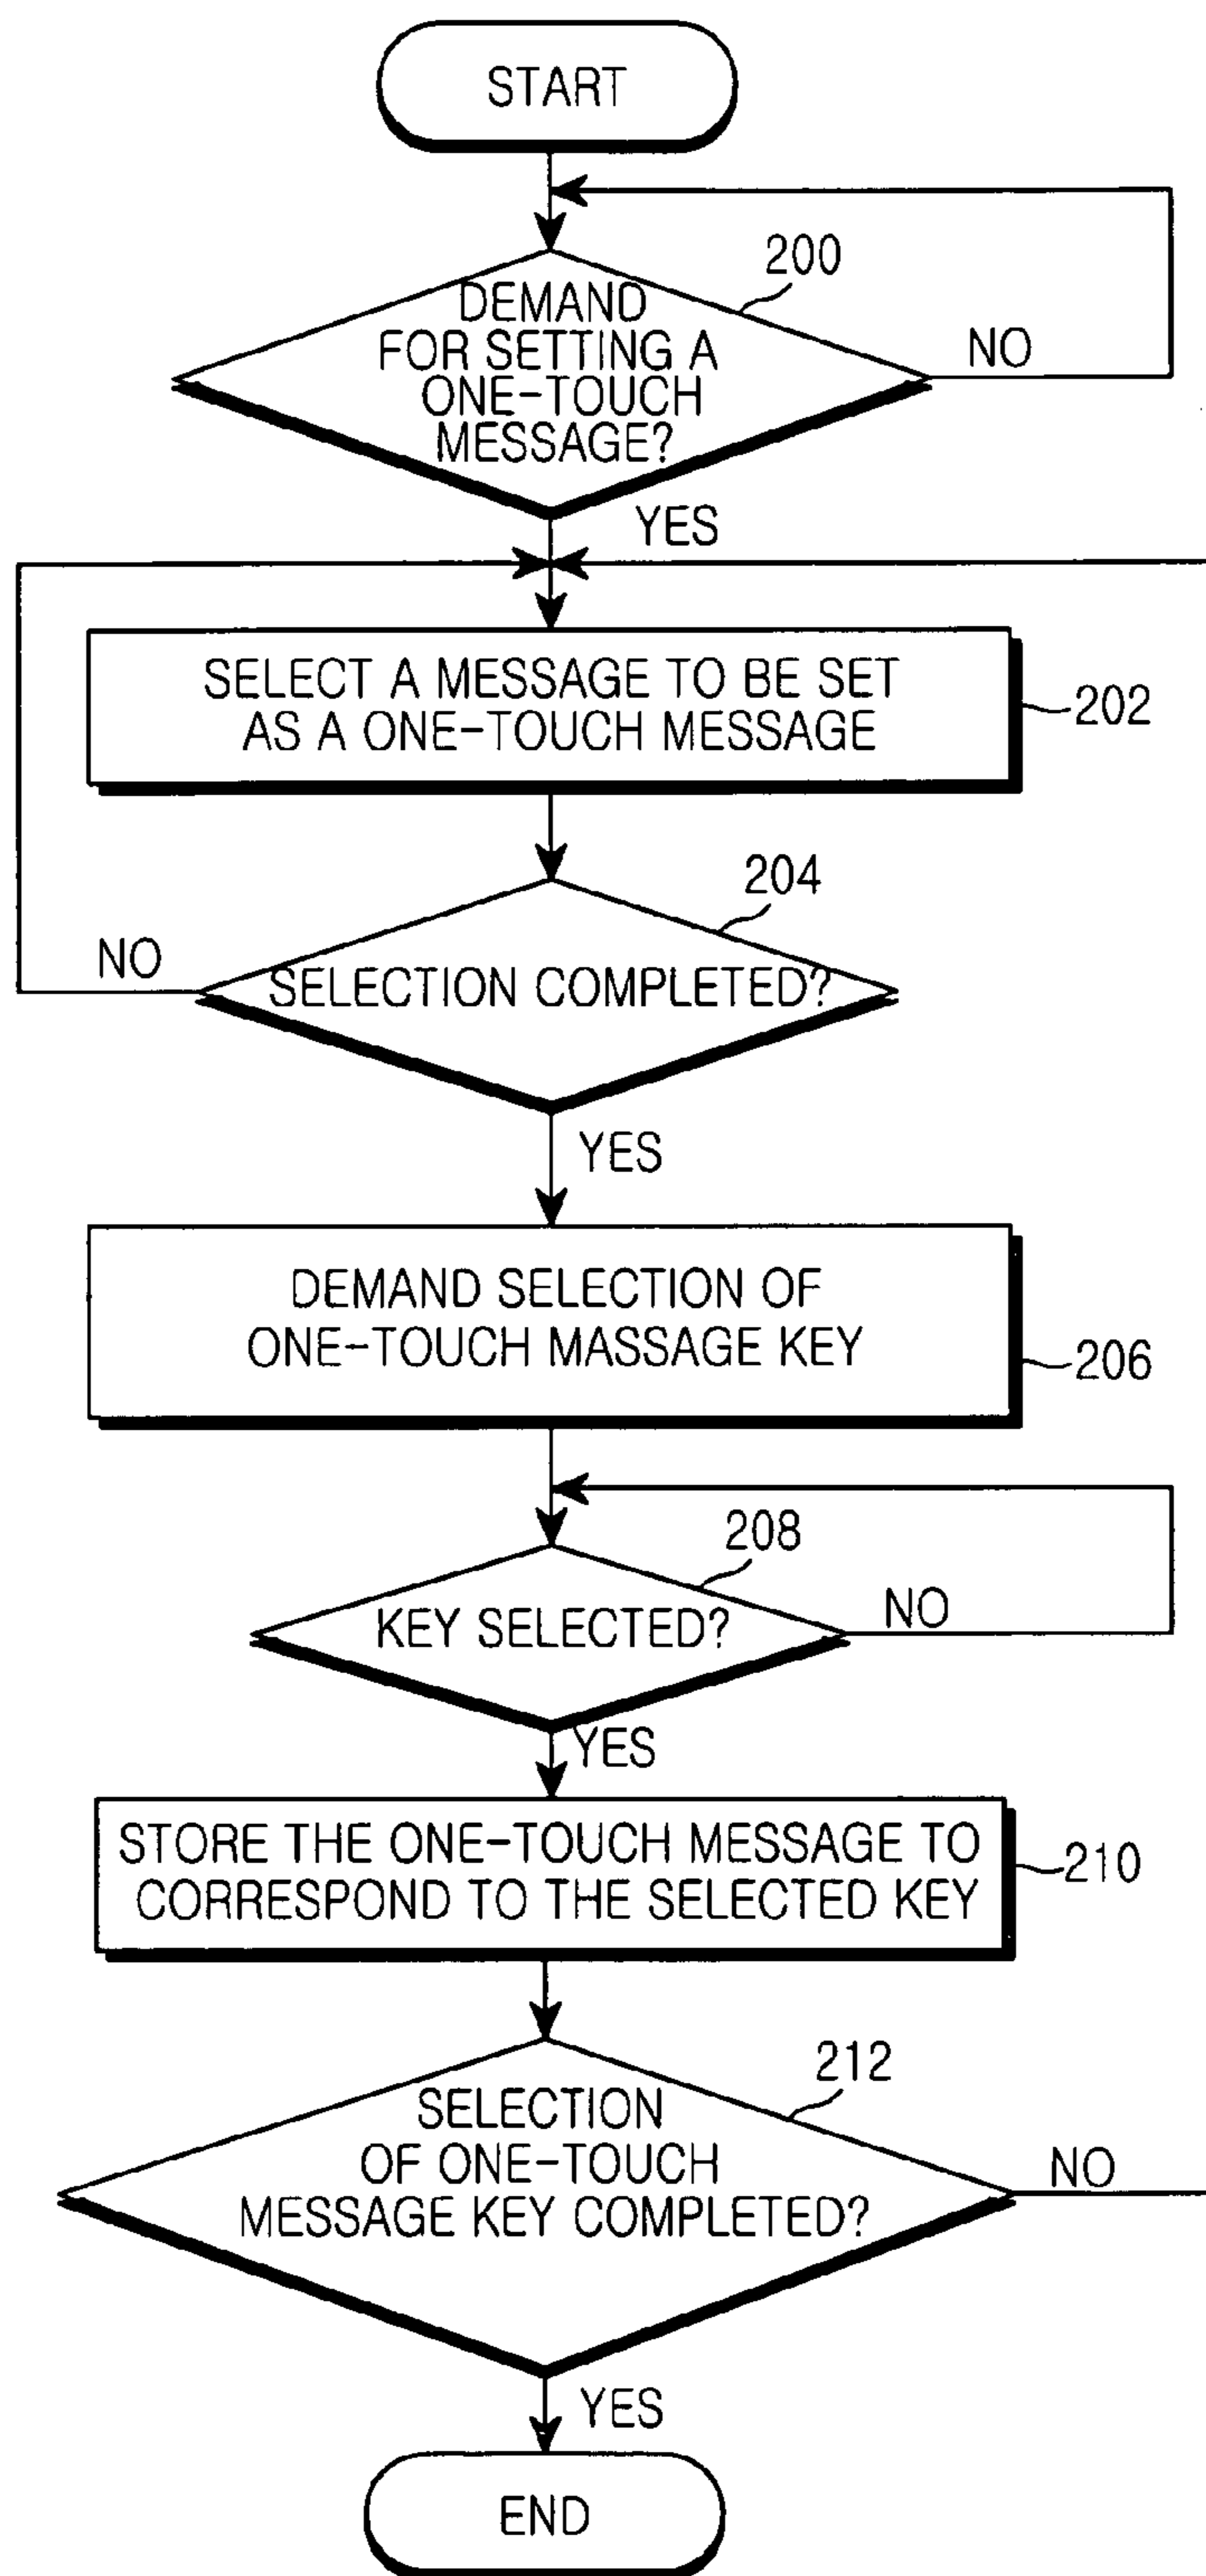 START
200
DEMAND
FOR SETTING A
ONE-TOUCH
MESSAGE?
NO
YES
SELECT A MESSAGE TO BE SET
AS A ONE-TOUCH MESSAGE
202
204
NO
SELECTION COMPLETED?
YES
DEMAND SELECTION OF
ONE-TOUCH MASSAGE KEY
206
208
KEY SELECTED?
NO
YES
STORE THE ONE-TOUCH MESSAGE TO
CORRESPOND TO THE SELECTED KEY
210
212
SELECTION
OF ONE-TOUCH
MESSAGE KEY COMPLETED?
NO
YES
END